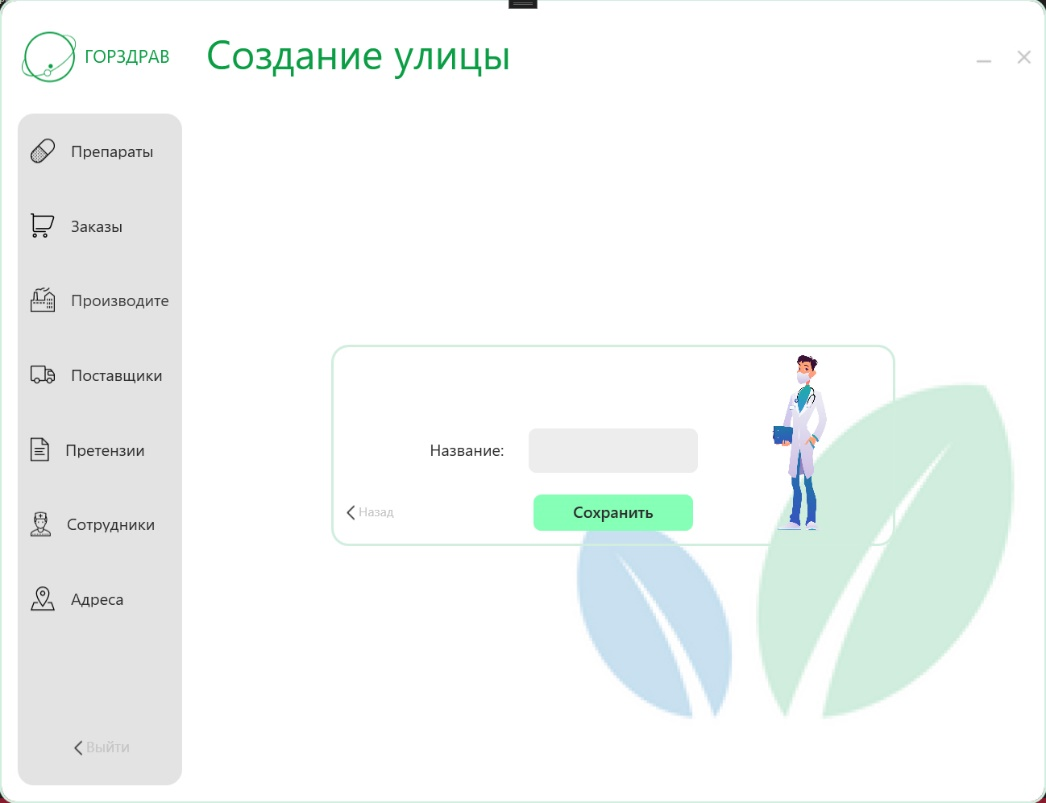 ГОРЗДРАВ
Создание улицы
Препараты
Заказы
Производите
Поставщики
Претензии
Сотрудники
Адреса
Выйти
Название:
Назад
Сохранить